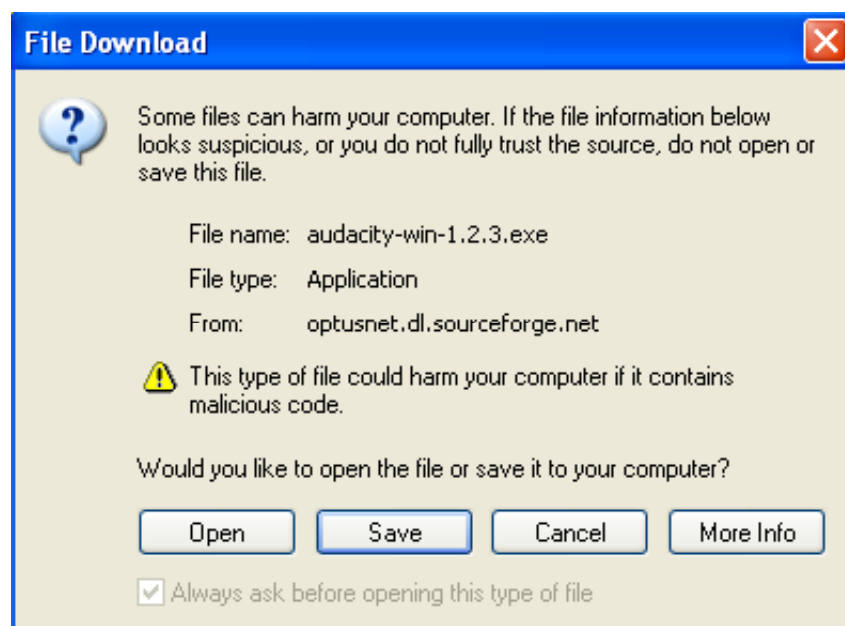 File Download
Some files can harm your computer. If the file information below
looks suspicious, or you do not fully trust the source, do not open or
save this file.
File name: audacity-win-1.2.3.exe
File type: Application
From: optusnet.dl.sourceforge.net
This type of file could harm your computer if it contains
malicious code.
Would you like to open the file or save it to your computer?
Open Save Cancel More Info
Always ask before opening this type of file